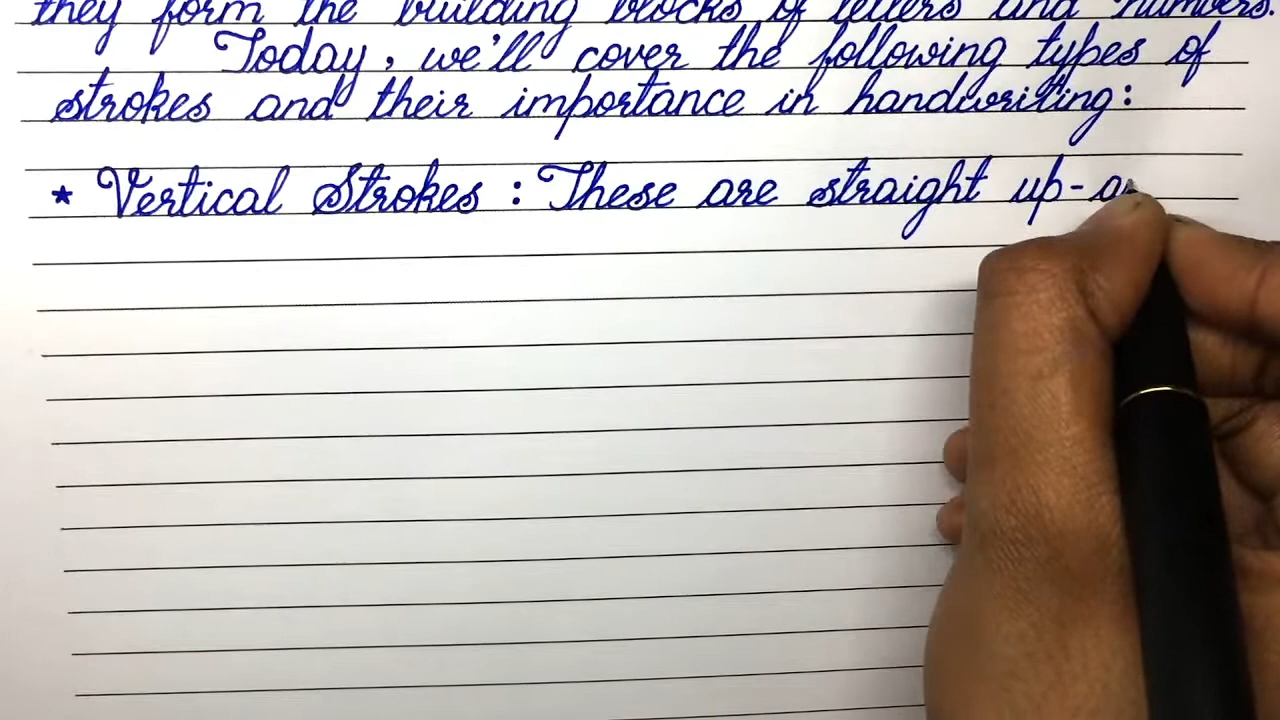 they form the building blocks of letters and numbers.
Today, we'll cover the following types of
strokes and their importance in handwriting:
* Vertical Strokes : These are straight up-